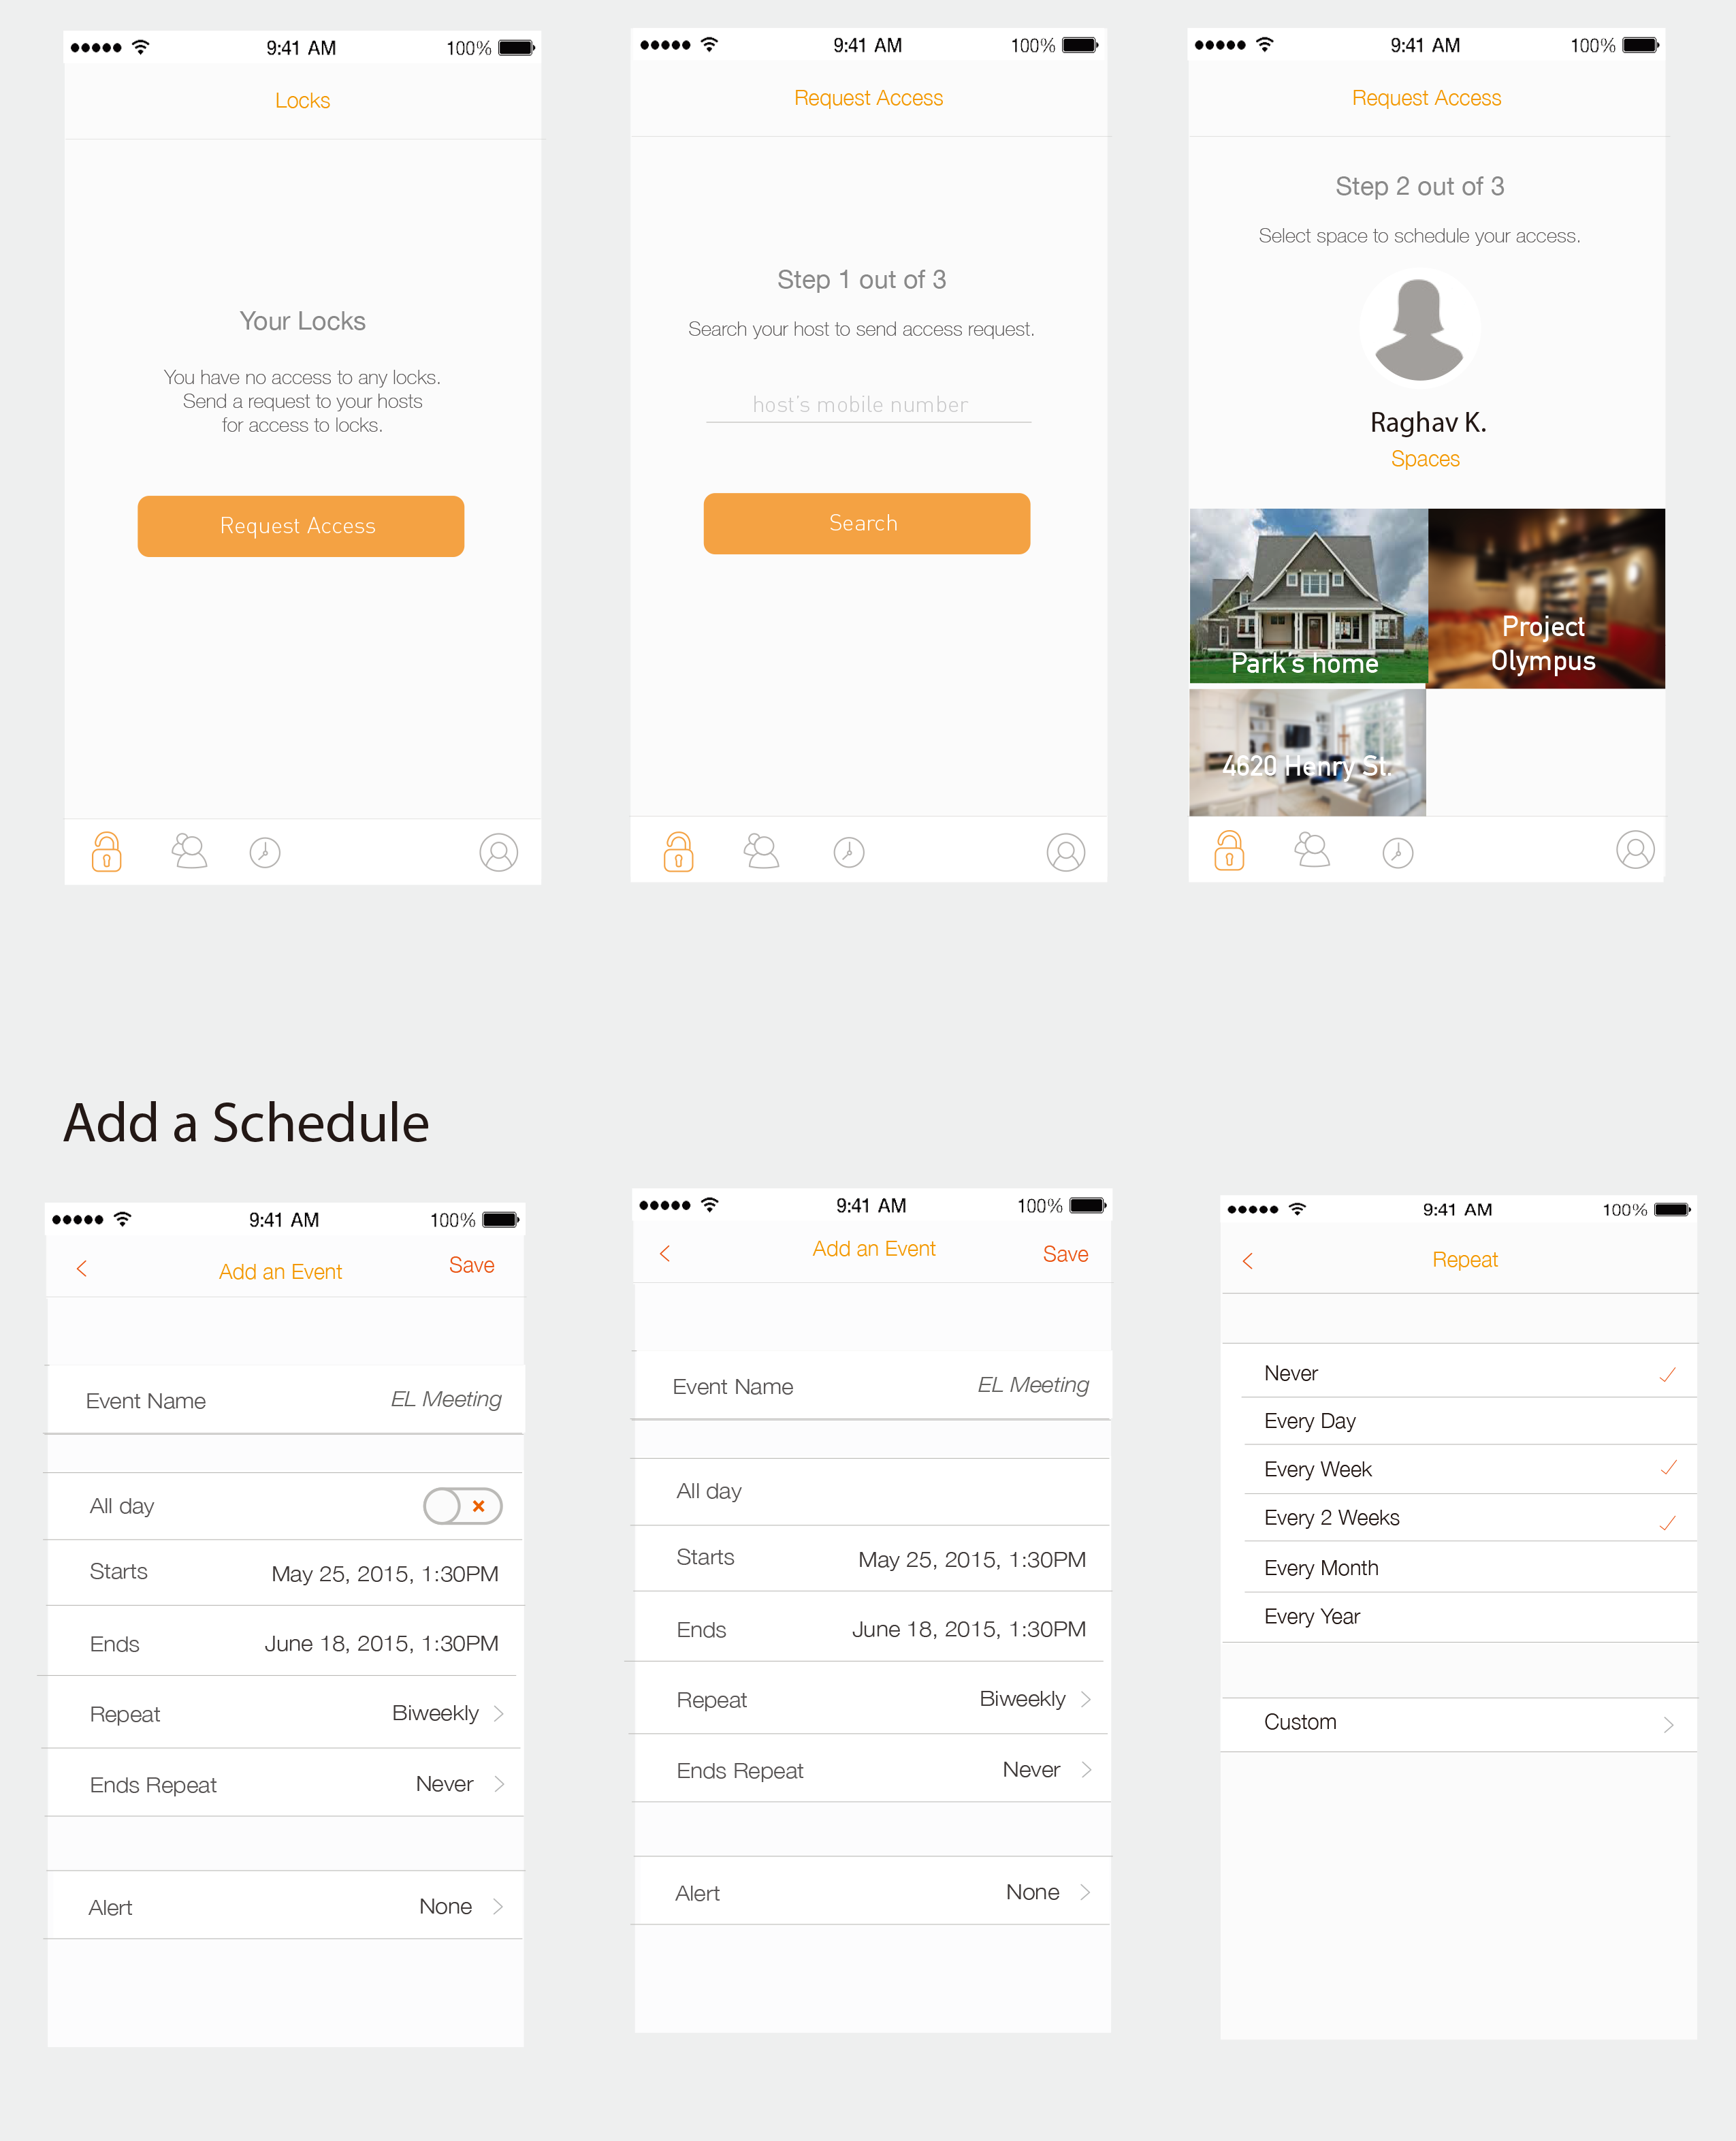 9:41 AM 100%
Locks
Your Locks
You have no access to any locks.
Send a request to your hosts
for access to locks.
Request Access
9:41 AM 100%
Request Access
Step 1 out of 3
Search your host to send access request.
host's mobile number
Search
9:41 AM 100%
Request Access
Step 2 out of 3
Select space to schedule your access.
Raghav K.
Spaces
Park's home
Project
Olympus
4620 Henry St.
Add a Schedule
9:41 AM 100%
Add an Event Save
Event Name EL Meeting
All day
Starts May 25, 2015, 1:30PM
Ends June 18, 2015, 1:30PM
Repeat Biweekly
Ends Repeat Never
Alert None
9:41 AM 100%
Add an Event Save
Event Name EL Meeting
All day
Starts May 25, 2015, 1:30PM
Ends June 18, 2015, 1:30PM
Repeat Biweekly
Ends Repeat Never
Alert None
9:41 AM 100%
Repeat
Never
Every Day
Every Week
Every 2 Weeks
Every Month
Every Year
Custom